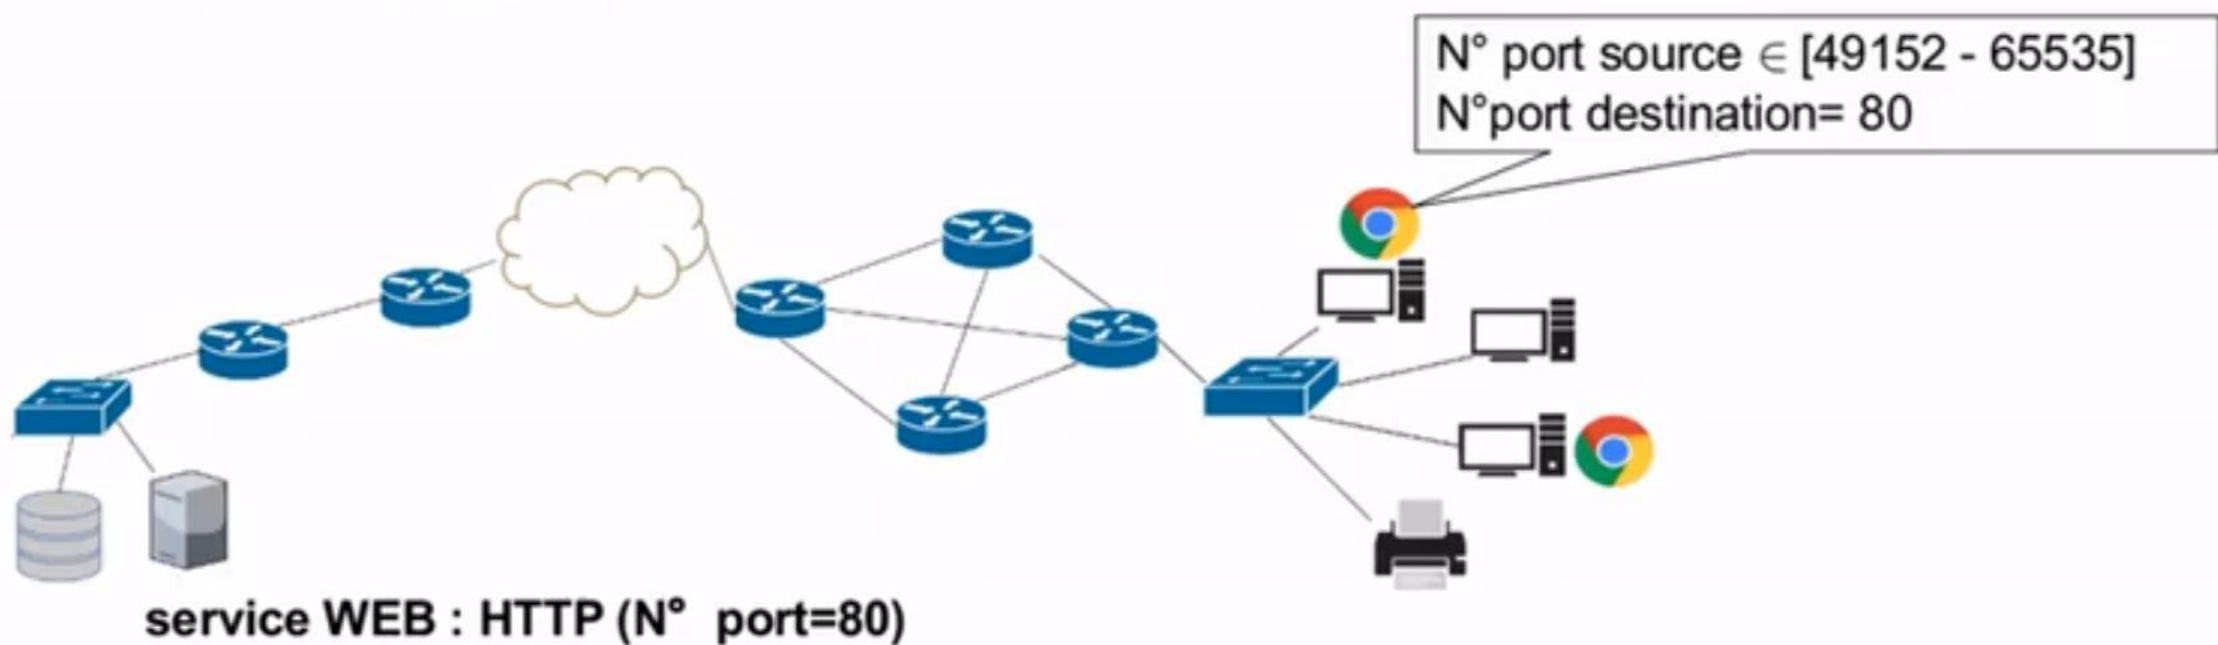 N° port source ∈ [49152 - 65535]
N°port destination= 80
service WEB : HTTP (N° port=80)